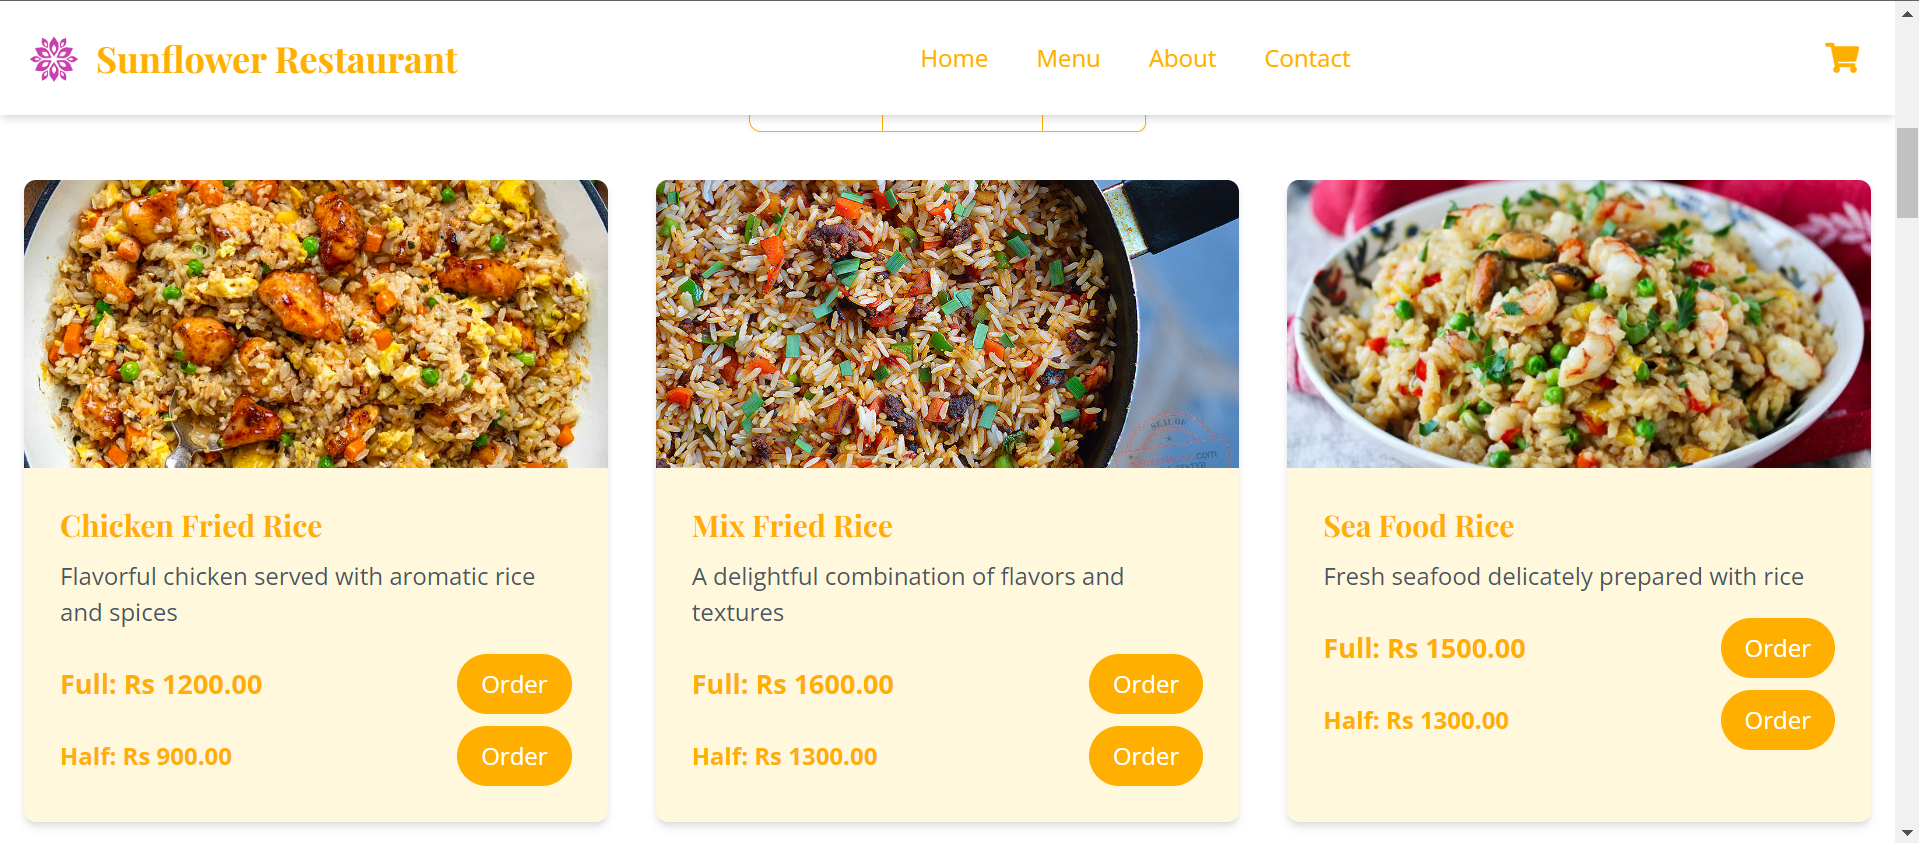 Sunflower Restaurant
Home
Menu
About
Contact
SEAL OF
Chicken Fried Rice
Flavorful chicken served with aromatic rice
and spices
Full: Rs 1200.00
Order
Half: Rs 900.00
Order
Mix Fried Rice
A delightful combination of flavors and
textures
Full: Rs 1600.00
Order
Half: Rs 1300.00
Order
Sea Food Rice
Fresh seafood delicately prepared with rice
Full: Rs 1500.00
Order
Half: Rs 1300.00
Order